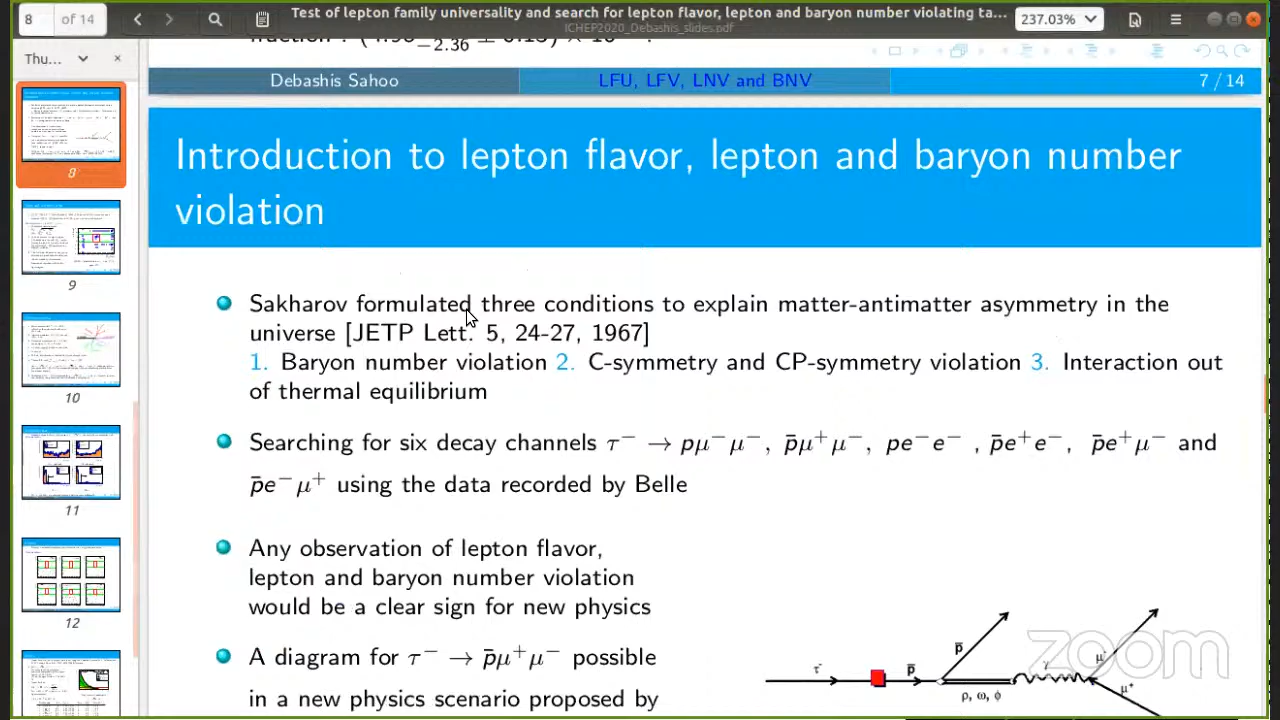 8 of 14
Test of lepton family universality and search for lepton flavor, lepton and baryon number violating ta...
ICHEP2020_Debashis_slides.pdf
237.03%
Thu...
Debashis Sahoo
LFU, LFV, LNV and BNV
7 / 14
Introduction to lepton flavor, lepton and baryon number
violation
Sakharov formulated three conditions to explain matter-antimatter asymmetry in the
universe [JETP Lett. 5, 24-27, 1967]
1. Baryon number violation 2. C-symmetry and CP-symmetry violation 3. Interaction out
of thermal equilibrium
Searching for six decay channels τ⁻ → pμ⁻μ⁻, p̄μ⁺μ⁻, pe⁻e⁻ , p̄e⁺e⁻, p̄e⁺μ⁻ and
p̄e⁻μ⁺ using the data recorded by Belle
Any observation of lepton flavor,
lepton and baryon number violation
would be a clear sign for new physics
A diagram for τ⁻ → p̄μ⁺μ⁻ possible
in a new physics scenario proposed by
τ⁻
p̄
p̄
ρ, ω, φ
γ
μ⁻
μ⁺
zoom
8
9
10
11
12